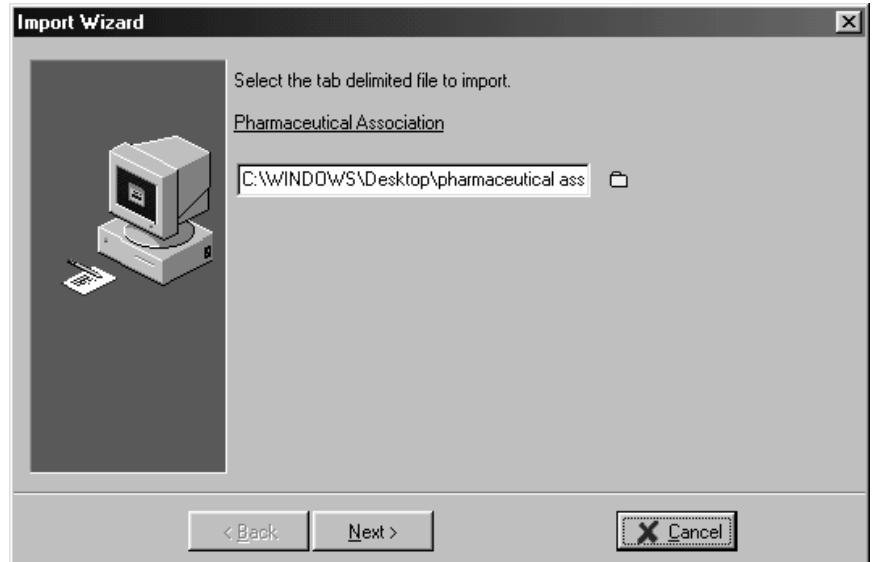 Import Wizard
Select the tab delimited file to import.
Pharmaceutical Association
C:\WINDOWS\Desktop\pharmaceutical ass
< Back Next > Cancel